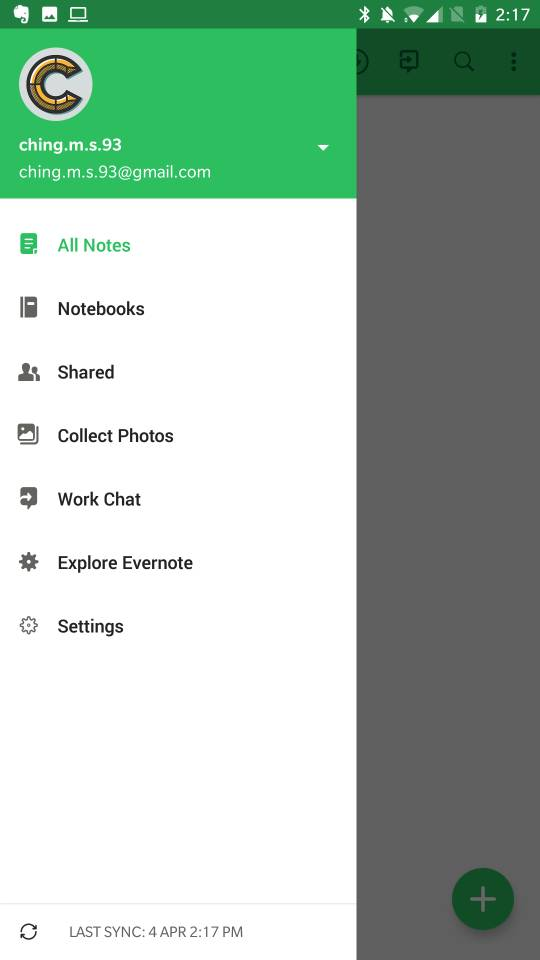 2:17
ching.m.s.93
ching.m.s.93@gmail.com
All Notes
Notebooks
Shared
Collect Photos
Work Chat
Explore Evernote
Settings
LAST SYNC: 4 APR 2:17 PM